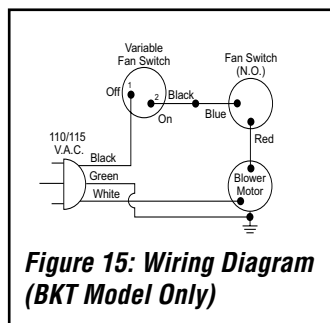 Variable
Fan Switch
Fan Switch
(N.O.)
Off
1
2
Black
On
Blue
Red
110/115
V.A.C.
Black
Green
White
Blower
Motor
Figure 15: Wiring Diagram
(BKT Model Only)